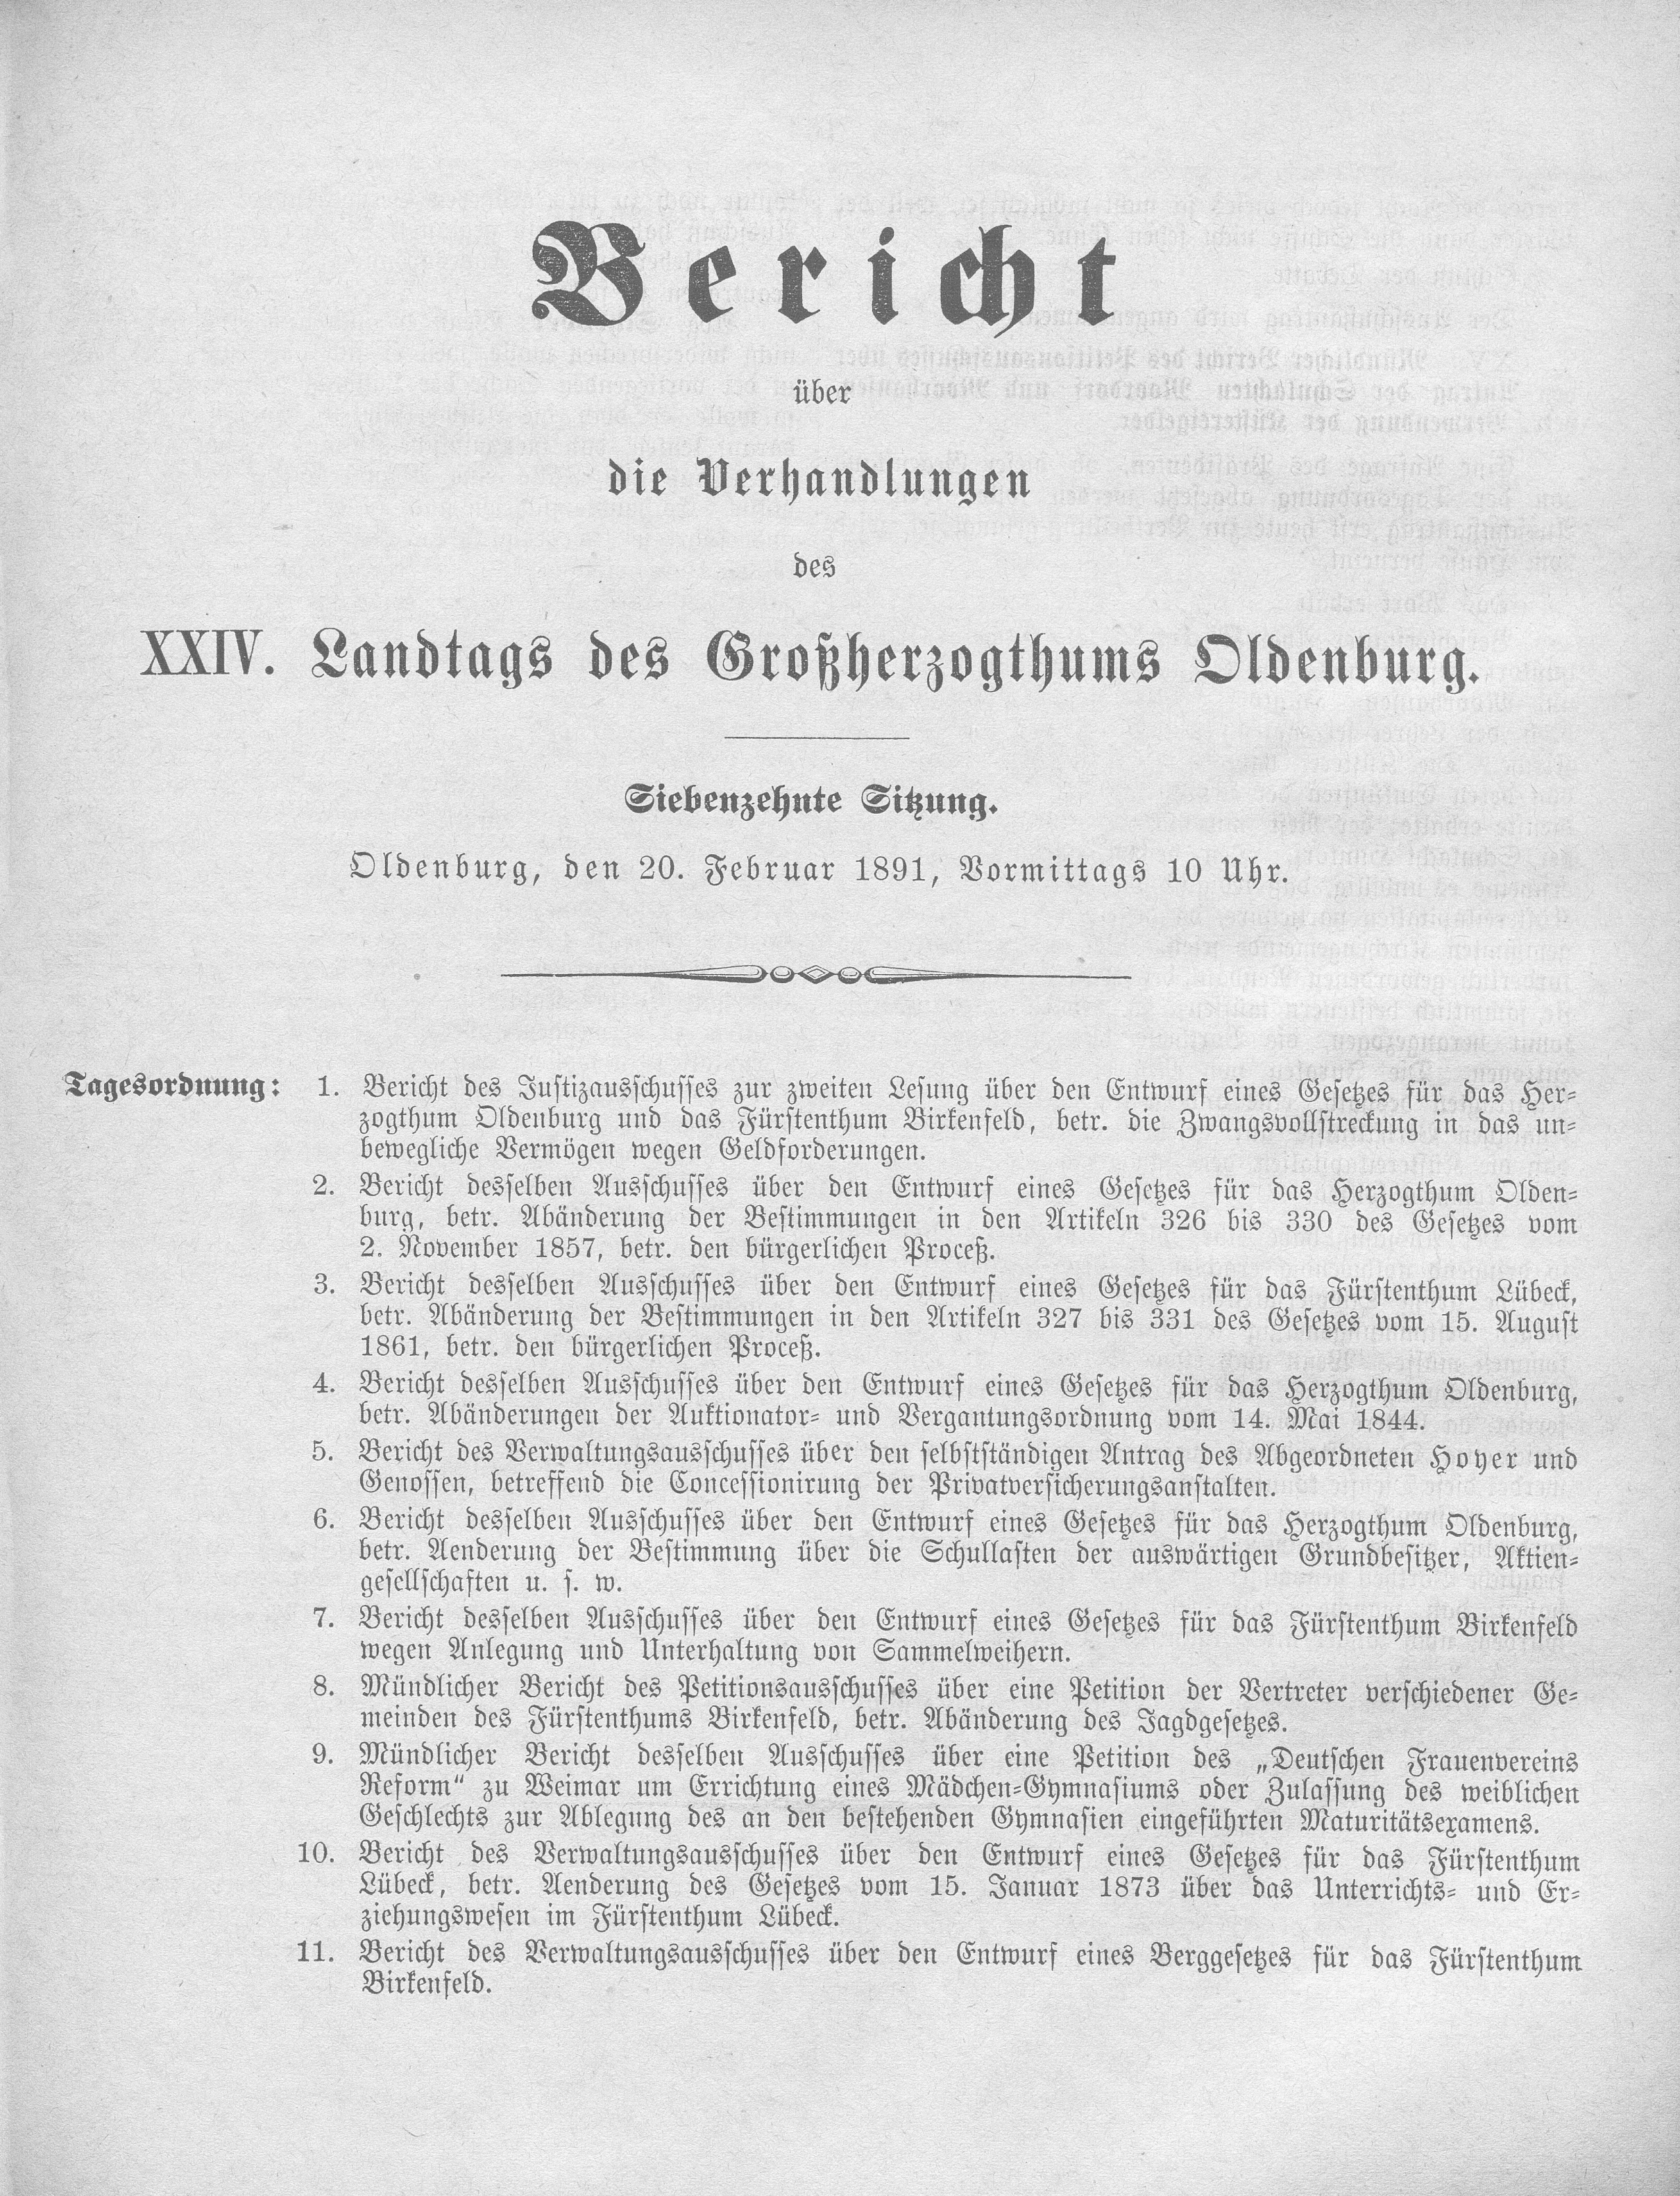 Bericht
über
die Verhandlungen
des
XXIV. Landtags des Großherzogthums Oldenburg.
Siebenzehnte Sitzung.
Oldenburg, den 20. Februar 1891, Vormittags 10 Uhr.
Tagesordnung: 1. Bericht des Justizausschusses zur zweiten Lesung über den Entwurf eines Gesetzes für das Her-
zogthum Oldenburg und das Fürstenthum Birkenfeld, betr. die Zwangsvollstreckung in das un-
bewegliche Vermögen wegen Geldforderungen.
2. Bericht desselben Ausschusses über den Entwurf eines Gesetzes für das Herzogthum Olden-
burg, betr. Abänderung der Bestimmungen in den Artikeln 326 bis 330 des Gesetzes vom
2. November 1857, betr. den bürgerlichen Proceß.
3. Bericht desselben Ausschusses über den Entwurf eines Gesetzes für das Fürstenthum Lübeck,
betr. Abänderung der Bestimmungen in den Artikeln 327 bis 331 des Gesetzes vom 15. August
1861, betr. den bürgerlichen Proceß.
4. Bericht desselben Ausschusses über den Entwurf eines Gesetzes für das Herzogthum Oldenburg,
betr. Abänderungen der Auktionator- und Vergantungsordnung vom 14. Mai 1844.
5. Bericht des Verwaltungsausschusses über den selbstständigen Antrag des Abgeordneten Hoyer und
Genossen, betreffend die Concessionirung der Privatversicherungsanstalten.
6. Bericht desselben Ausschusses über den Entwurf eines Gesetzes für das Herzogthum Oldenburg,
betr. Aenderung der Bestimmung über die Schullasten der auswärtigen Grundbesitzer, Aktien-
gesellschaften u. s. w.
7. Bericht desselben Ausschusses über den Entwurf eines Gesetzes für das Fürstenthum Birkenfeld
wegen Anlegung und Unterhaltung von Sammelweihern.
8. Mündlicher Bericht des Petitionsausschusses über eine Petition der Vertreter verschiedener Ge-
meinden des Fürstenthums Birkenfeld, betr. Abänderung des Jagdgesetzes.
9. Mündlicher Bericht desselben Ausschusses über eine Petition des „Deutschen Frauenvereins
Reform“ zu Weimar um Errichtung eines Mädchen-Gymnasiums oder Zulassung des weiblichen
Geschlechts zur Ablegung des an den bestehenden Gymnasien eingeführten Maturitätsexamens.
10. Bericht des Verwaltungsausschusses über den Entwurf eines Gesetzes für das Fürstenthum
Lübeck, betr. Aenderung des Gesetzes vom 15. Januar 1873 über das Unterrichts- und Er-
ziehungswesen im Fürstenthum Lübeck.
11. Bericht des Verwaltungsausschusses über den Entwurf eines Berggesetzes für das Fürstenthum
Birkenfeld.